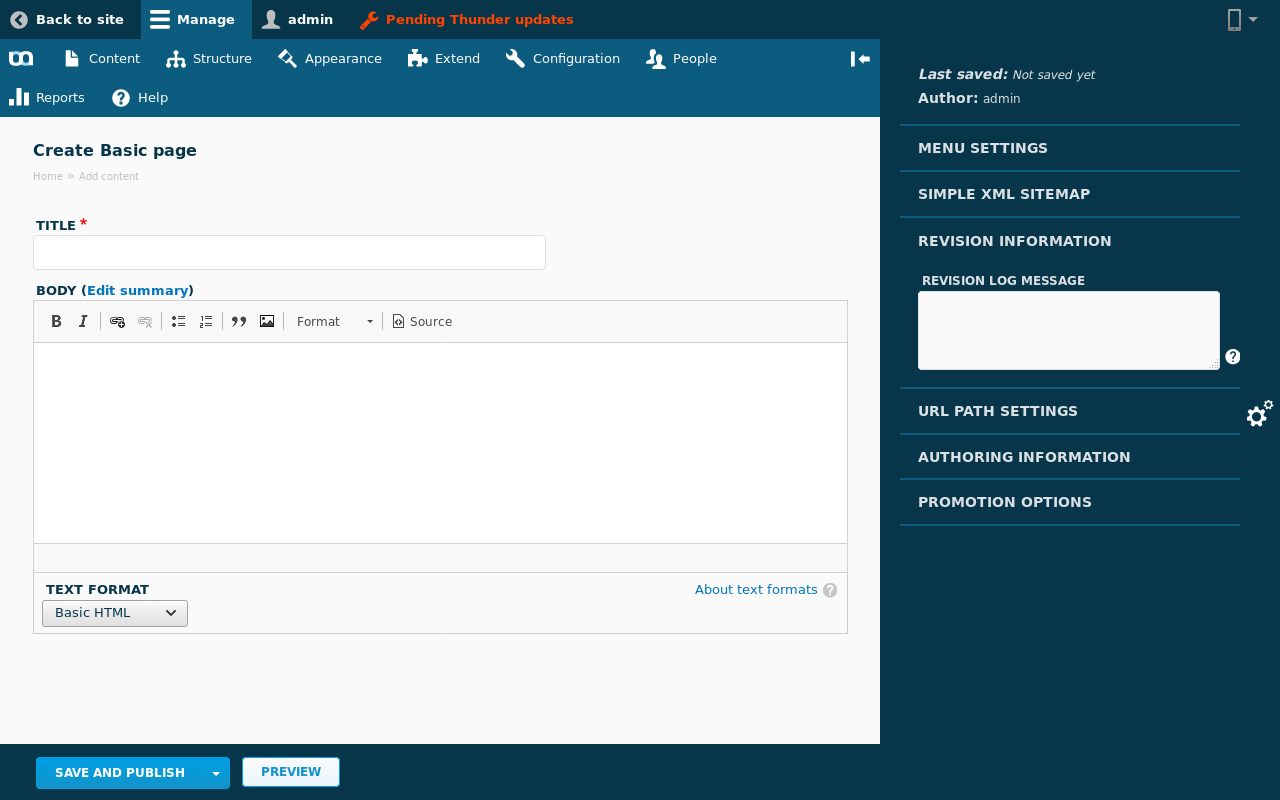 Back to site Manage admin Pending Thunder updates
Content Structure Appearance Extend Configuration People
Reports Help
Create Basic page
Home » Add content
TITLE *
BODY (Edit summary)
B I Format Source
TEXT FORMAT About text formats ?
Basic HTML
SAVE AND PUBLISH PREVIEW
Last saved: Not saved yet
Author: admin
MENU SETTINGS
SIMPLE XML SITEMAP
REVISION INFORMATION
REVISION LOG MESSAGE
?
URL PATH SETTINGS
AUTHORING INFORMATION
PROMOTION OPTIONS